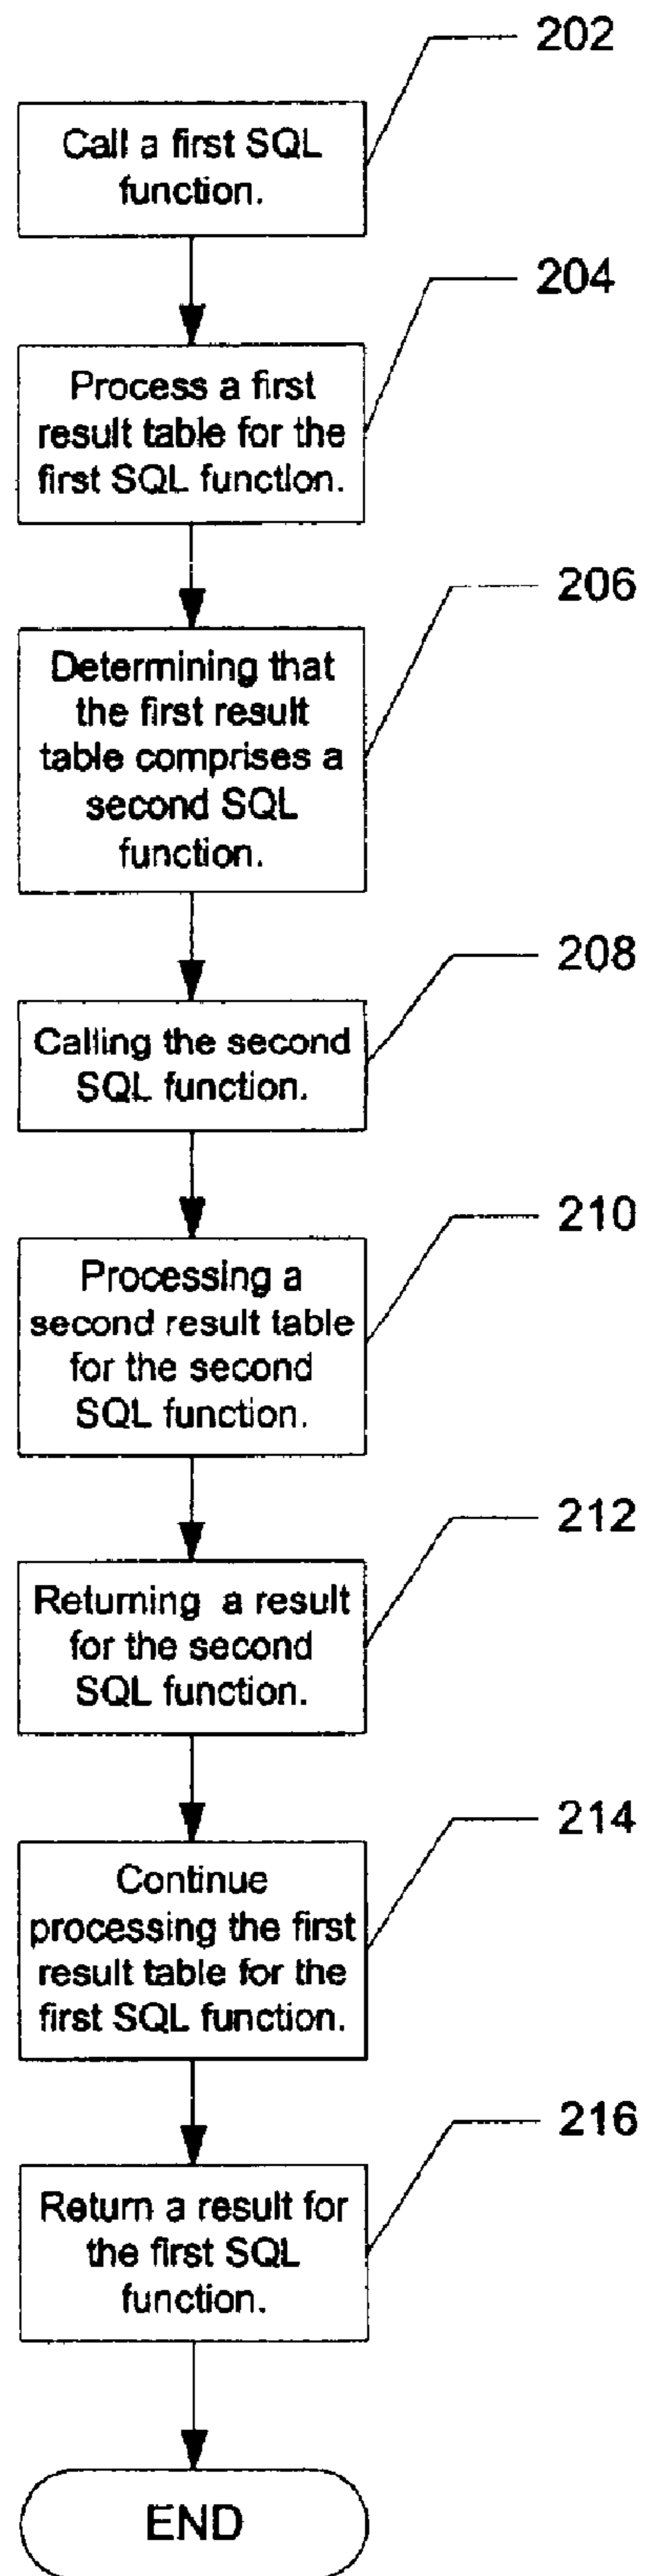 202
Call a first SQL
function.
204
Process a first
result table for the
first SQL function.
206
Determining that
the first result
table comprises a
second SQL
function.
208
Calling the second
SQL function.
210
Processing a
second result table
for the second
SQL function.
212
Returning a result
for the second
SQL function.
214
Continue
processing the first
result table for the
first SQL function.
216
Return a result for
the first SQL
function.
END